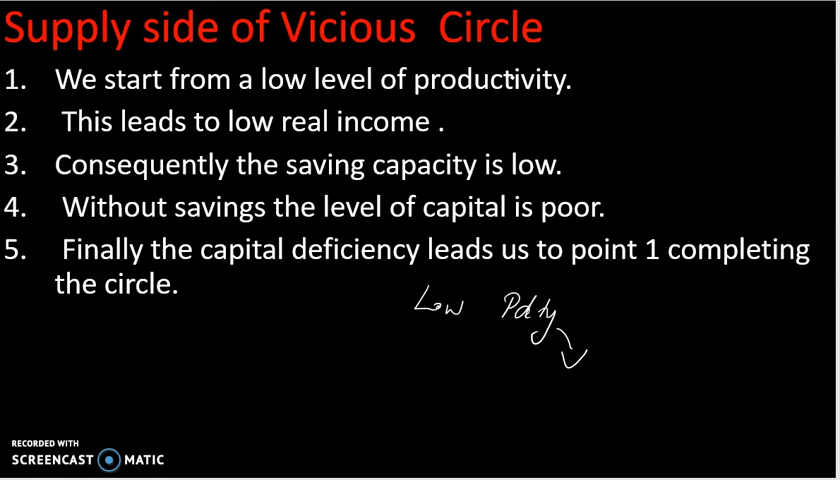 Supply side of Vicious Circle
1. We start from a low level of productivity.
2. This leads to low real income .
3. Consequently the saving capacity is low.
4. Without savings the level of capital is poor.
5. Finally the capital deficiency leads us to point 1 completing
the circle.
Low Pdty
RECORDED WITH
SCREENCAST MATIC